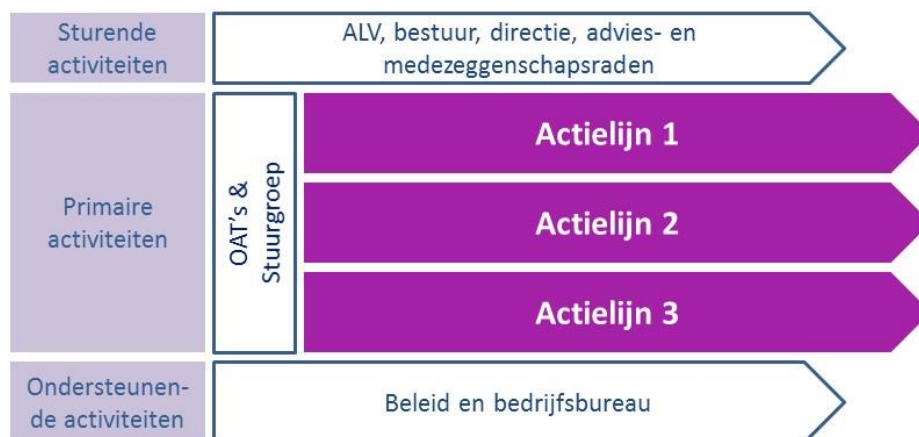 Sturende
activiteiten
ALV, bestuur, directie, advies- en
medezeggenschapsraden
Primaire
activiteiten
OAT's &
Stuurgroep
Actielijn 1
Actielijn 2
Actielijn 3
Ondersteunen-
de activiteiten
Beleid en bedrijfsbureau